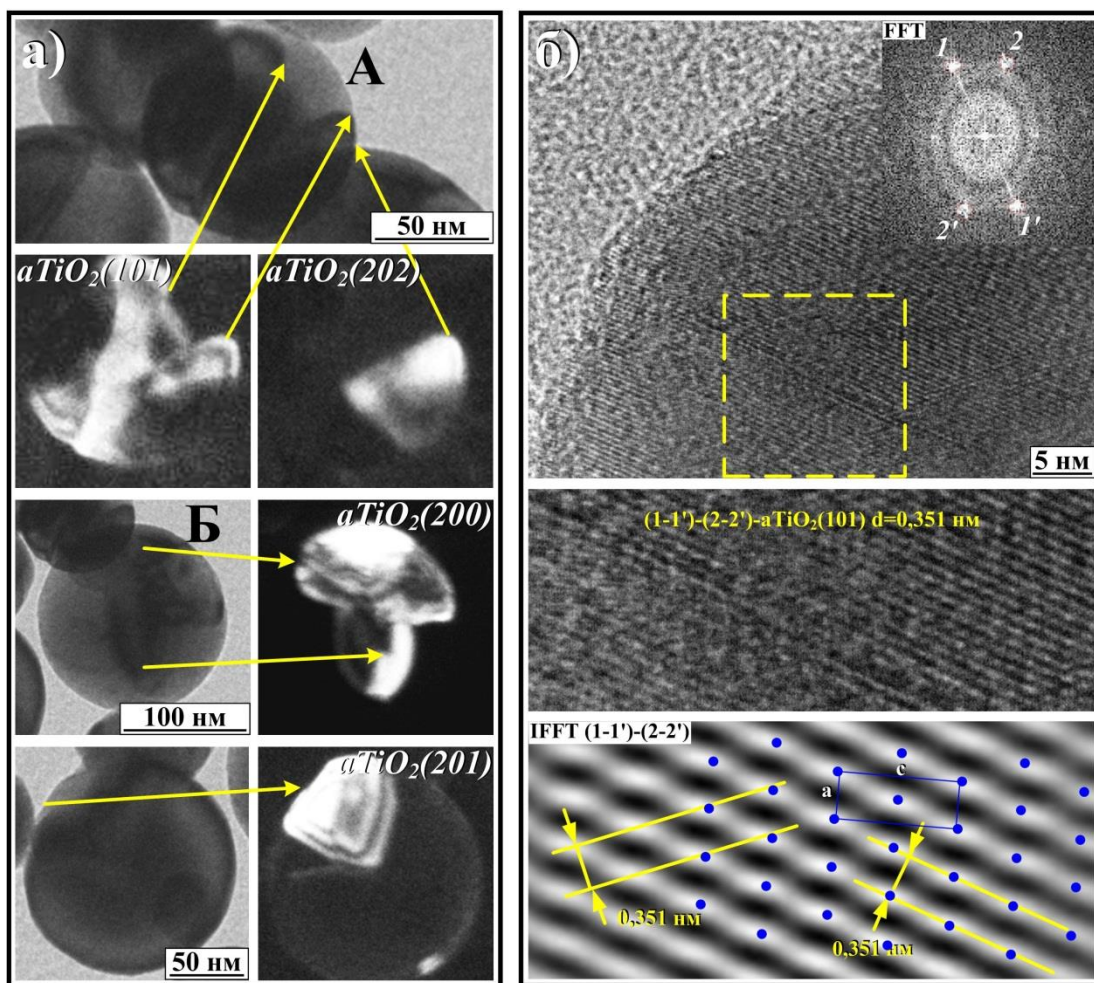 а)
А
50 нм
aTiO₂(101)
aTiO₂(202)
Б
aTiO₂(200)
100 нм
aTiO₂(201)
50 нм
б)
FFT
1
2
2'
1'
5 нм
(1-1')-(2-2')-aTiO₂(101) d=0,351 нм
IFFT (1-1')-(2-2')
c
a
0,351 нм
0,351 нм